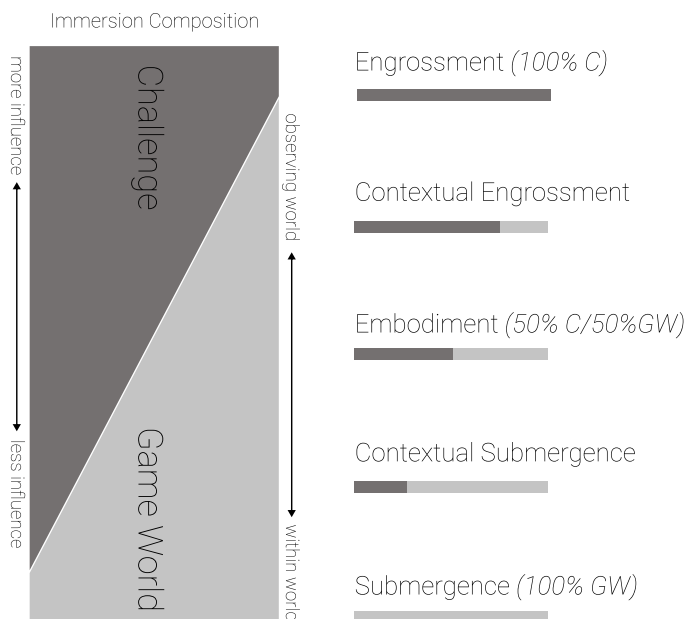 Immersion Composition
more influence
less influence
Challenge
Game World
observing world
within world
Engrossment (100% C)
Contextual Engrossment
Embodiment (50% C/50%GW)
Contextual Submergence
Submergence (100% GW)